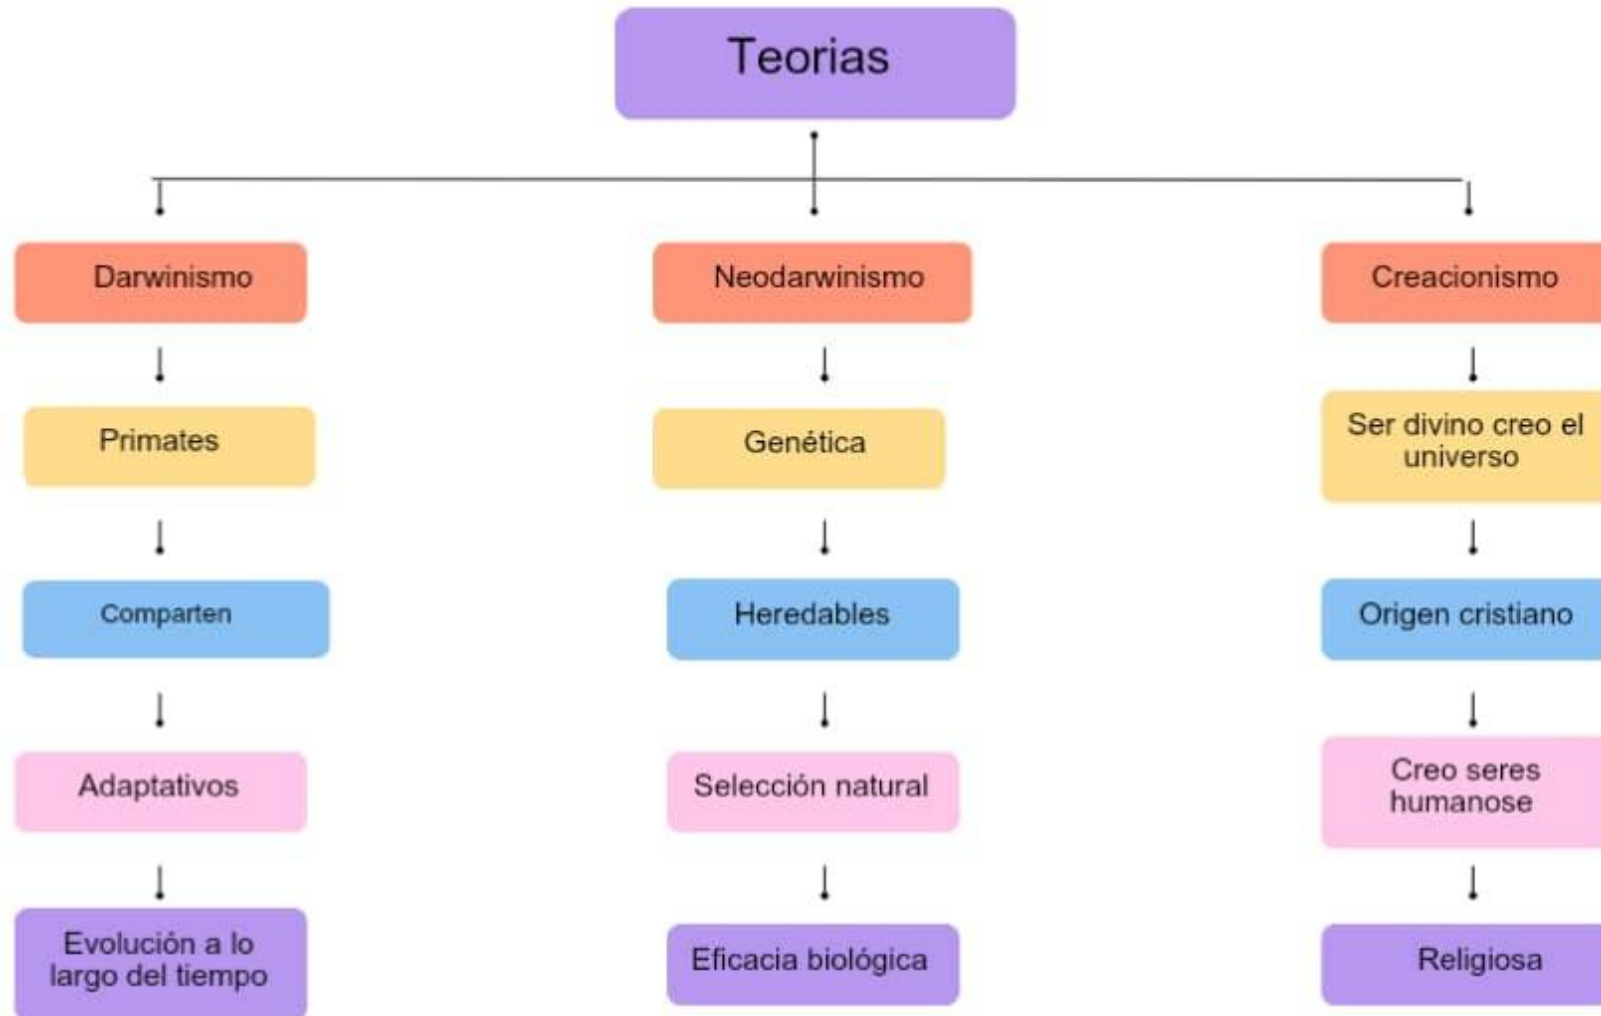 Teorias
Darwinismo
Neodarwinismo
Creacionismo
Primates
Genética
Ser divino creo el
universo
Comparten
Heredables
Origen cristiano
Adaptativos
Selección natural
Creo seres
humanose
Evolución a lo
largo del tiempo
Eficacia biológica
Religiosa